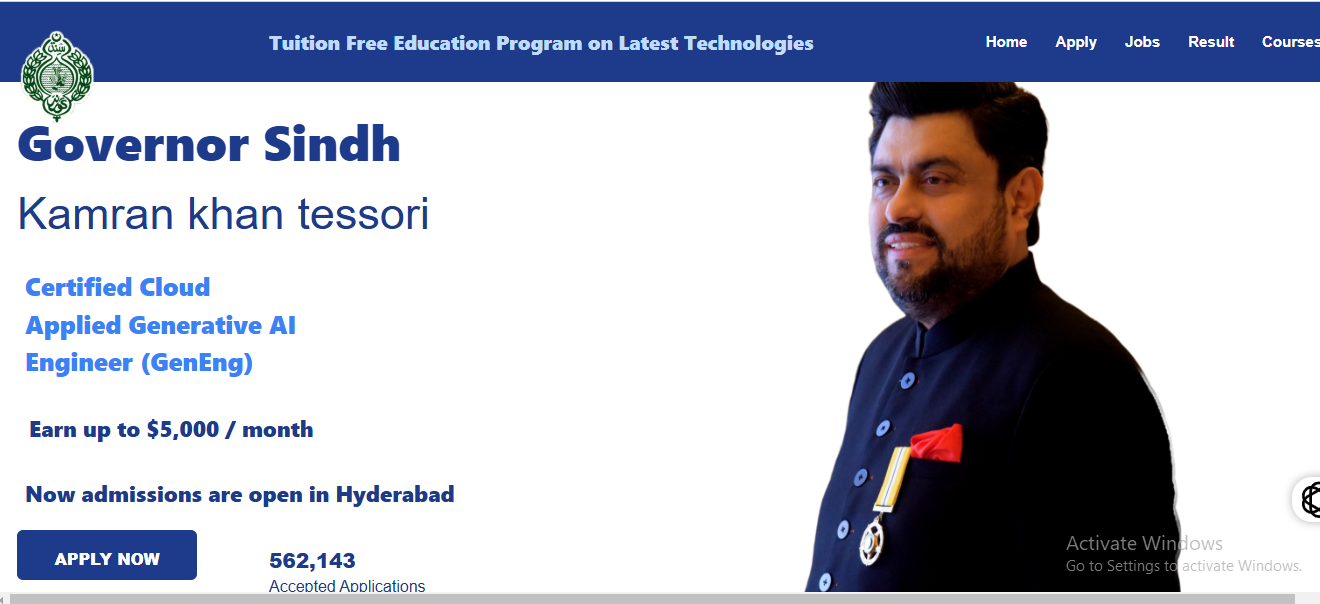 Tuition Free Education Program on Latest Technologies
Home Apply Jobs Result Courses
Governor Sindh
Kamran khan tessori
Certified Cloud
Applied Generative AI
Engineer (GenEng)
Earn up to $5,000 / month
Now admissions are open in Hyderabad
APPLY NOW
562,143
Accepted Applications
Activate Windows
Go to Settings to activate Windows.